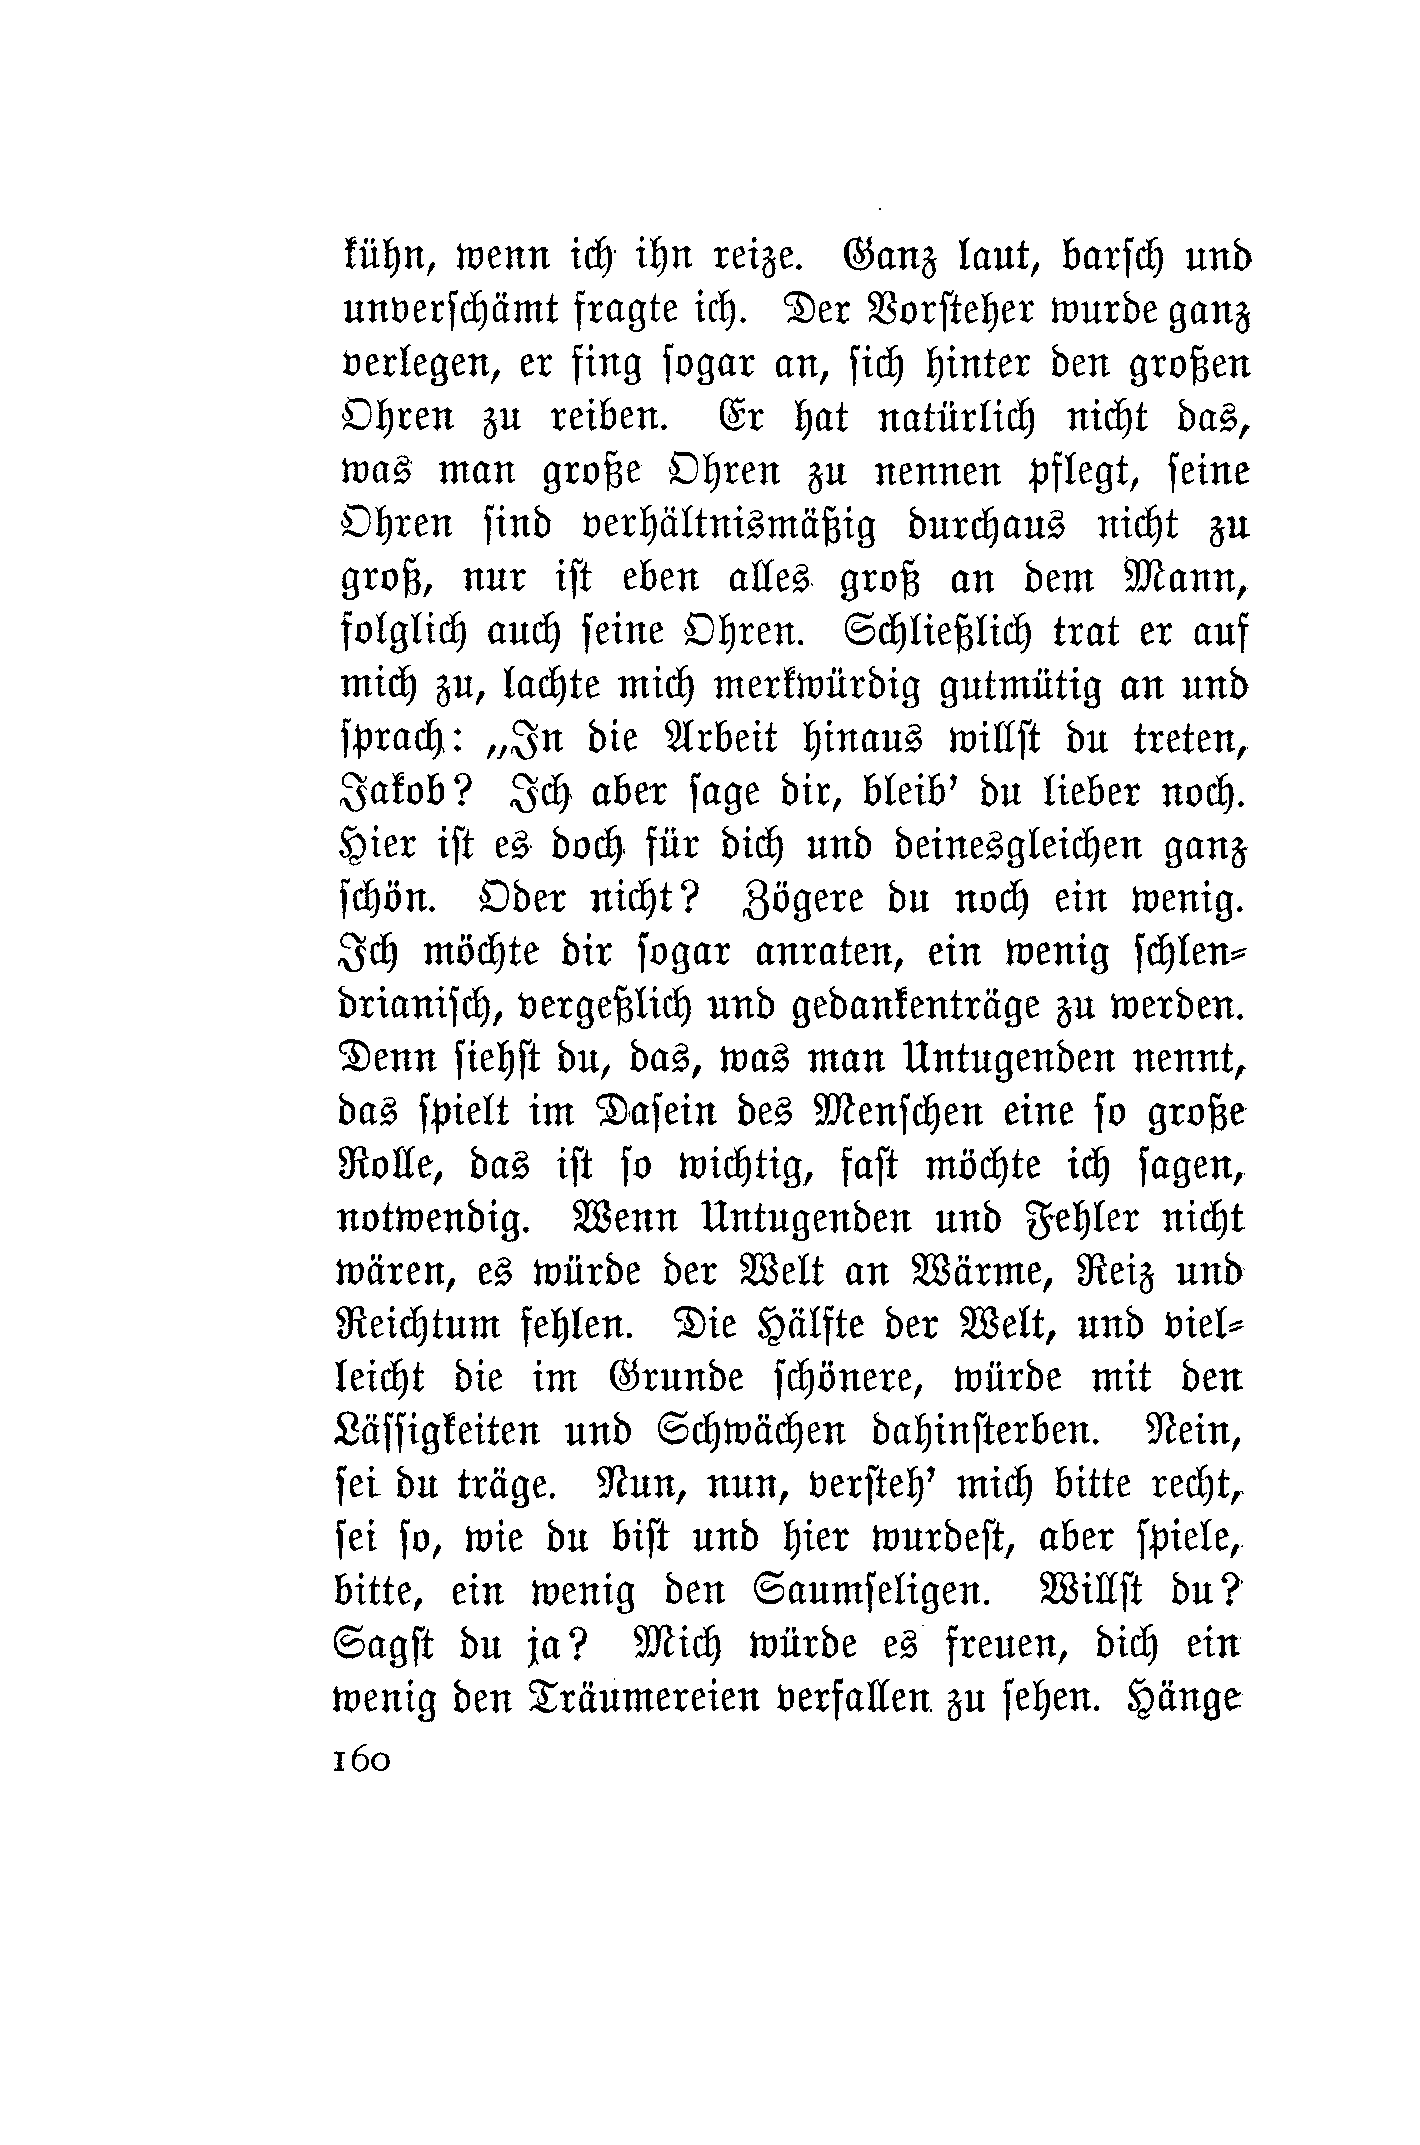 kühn, wenn ich ihn reize. Ganz laut, barſch und
unverſchämt fragte ich. Der Vorſteher wurde ganz
verlegen, er fing ſogar an, ſich hinter den großen
Ohren zu reiben. Er hat natürlich nicht das,
was man große Ohren zu nennen pflegt, ſeine
Ohren ſind verhältnismäßig durchaus nicht zu
groß, nur iſt eben alles groß an dem Mann,
folglich auch ſeine Ohren. Schließlich trat er auf
mich zu, lachte mich merkwürdig gutmütig an und
ſprach: „In die Arbeit hinaus willſt du treten,
Jakob? Ich aber ſage dir, bleib’ du lieber noch.
Hier iſt es doch für dich und deinesgleichen ganz
ſchön. Oder nicht? Zögere du noch ein wenig.
Ich möchte dir ſogar anraten, ein wenig ſchlen⸗
drianiſch, vergeßlich und gedankenträge zu werden.
Denn ſiehſt du, das, was man Untugenden nennt,
das ſpielt im Daſein des Menſchen eine ſo große
Rolle, das iſt ſo wichtig, faſt möchte ich ſagen,
notwendig. Wenn Untugenden und Fehler nicht
wären, es würde der Welt an Wärme, Reiz und
Reichtum fehlen. Die Hälfte der Welt, und viel⸗
leicht die im Grunde ſchönere, würde mit den
Läſſigkeiten und Schwächen dahinſterben. Nein,
ſei du träge. Nun, nun, verſteh’ mich bitte recht,
ſei ſo, wie du biſt und hier wurdeſt, aber ſpiele,
bitte, ein wenig den Saumſeligen. Willſt du?
Sagſt du ja? Mich würde es freuen, dich ein
wenig den Träumereien verfallen zu ſehen. Hänge
160